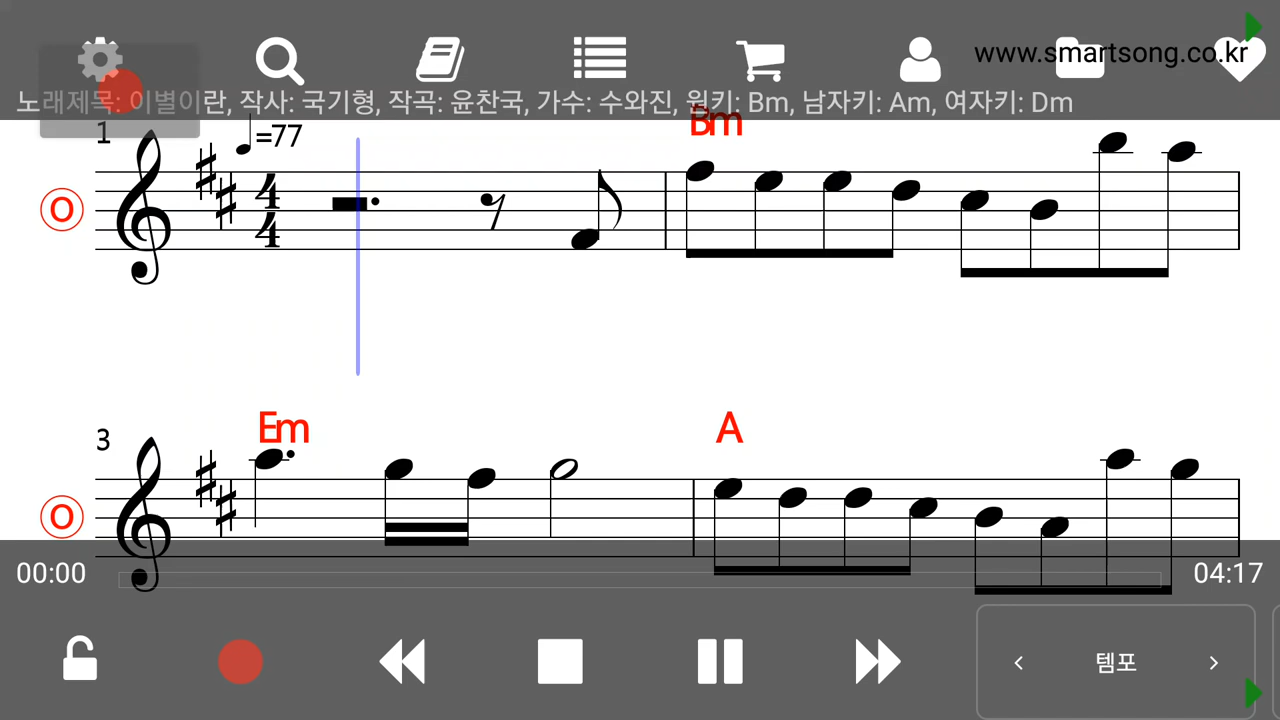 www.smartsong.co.kr
노래제목: 이별이란, 작사: 국기형, 작곡: 윤찬국, 가수: 수와진, 원키: Bm, 남자키: Am, 여자키: Dm
1 =77 Bm
O 4 4
3 Em A
O
00:00 04:17
< 템포 >